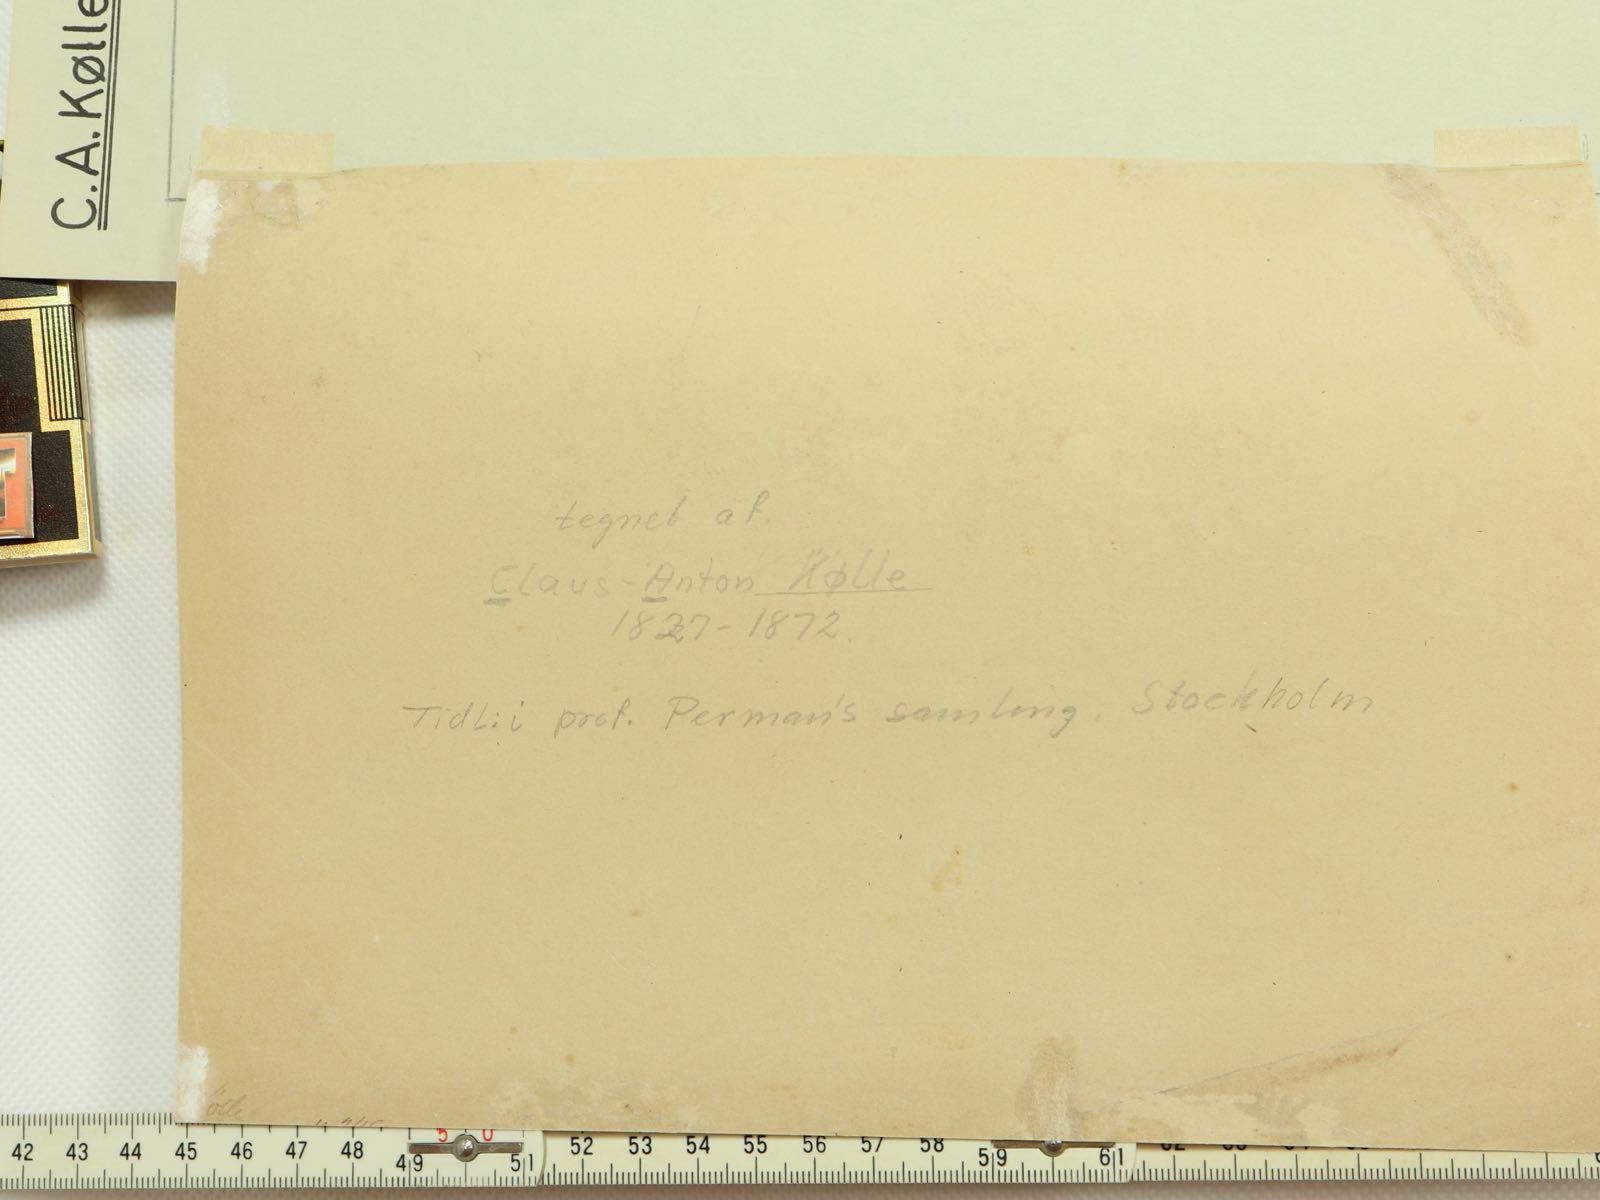 C.A.Kølle
tegnet af.
Claus-Anton Kølle
1827-1872.
Tidl. i prof. Perman's samling. Stockholm
42 43 44 45 46 47 48 49 50 51 52 53 54 55 56 57 58 59 61